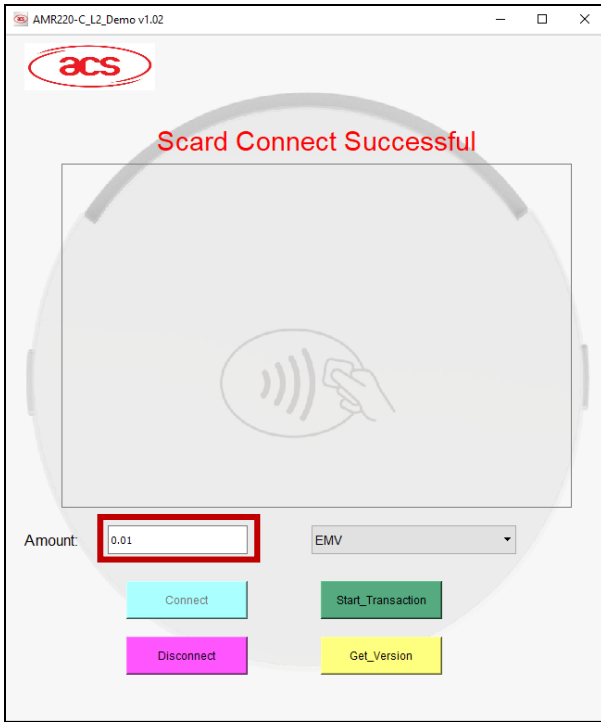 AMR220-C_L2_Demo v1.02
acs
Scard Connect Successful
Amount:
0.01
EMV
Connect
Start_Transaction
Disconnect
Get_Version